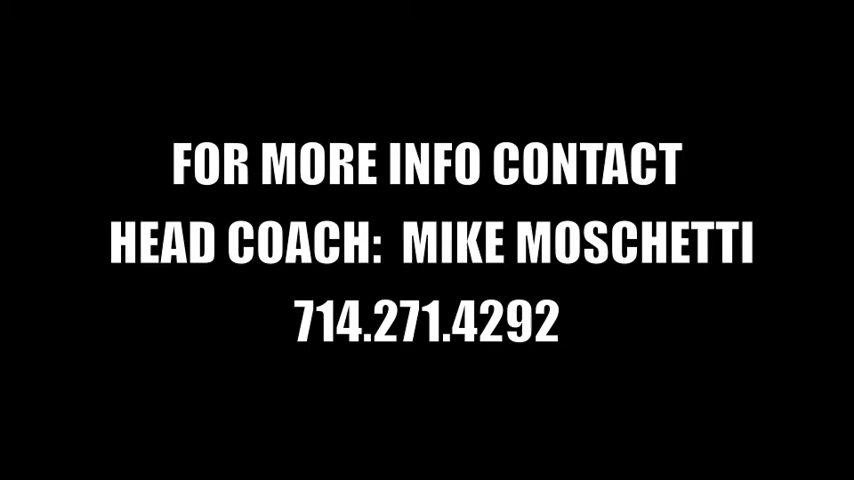 FOR MORE INFO CONTACT
HEAD COACH:  MIKE MOSCHETTI
714.271.4292